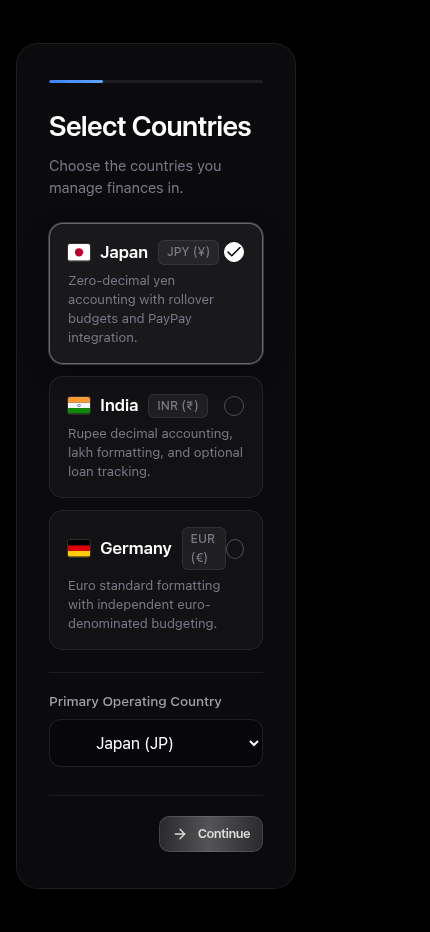 Select Countries
Choose the countries you
manage finances in.
Japan JPY (¥)
Zero-decimal yen
accounting with rollover
budgets and PayPay
integration.
India INR (₹)
Rupee decimal accounting,
lakh formatting, and optional
loan tracking.
Germany EUR
(€)
Euro standard formatting
with independent euro-
denominated budgeting.
Primary Operating Country
Japan (JP)
Continue